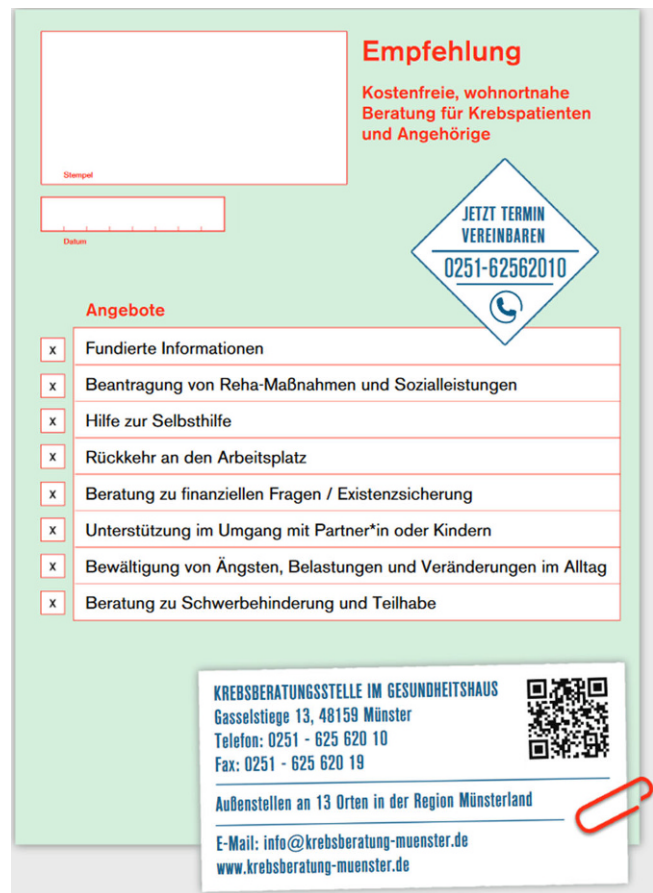 Empfehlung
Kostenfreie, wohnortnahe
Beratung für Krebspatienten
und Angehörige
Stempel
Datum
JETZT TERMIN
VEREINBAREN
0251-62562010
Angebote
x Fundierte Informationen
x Beantragung von Reha-Maßnahmen und Sozialleistungen
x Hilfe zur Selbsthilfe
x Rückkehr an den Arbeitsplatz
x Beratung zu finanziellen Fragen / Existenzsicherung
x Unterstützung im Umgang mit Partner*in oder Kindern
x Bewältigung von Ängsten, Belastungen und Veränderungen im Alltag
x Beratung zu Schwerbehinderung und Teilhabe
KREBSBERATUNGSSTELLE IM GESUNDHEITSHAUS
Gasselstiege 13, 48159 Münster
Telefon: 0251 - 625 620 10
Fax: 0251 - 625 620 19
Außenstellen an 13 Orten in der Region Münsterland
E-Mail: info@krebsberatung-muenster.de
www.krebsberatung-muenster.de